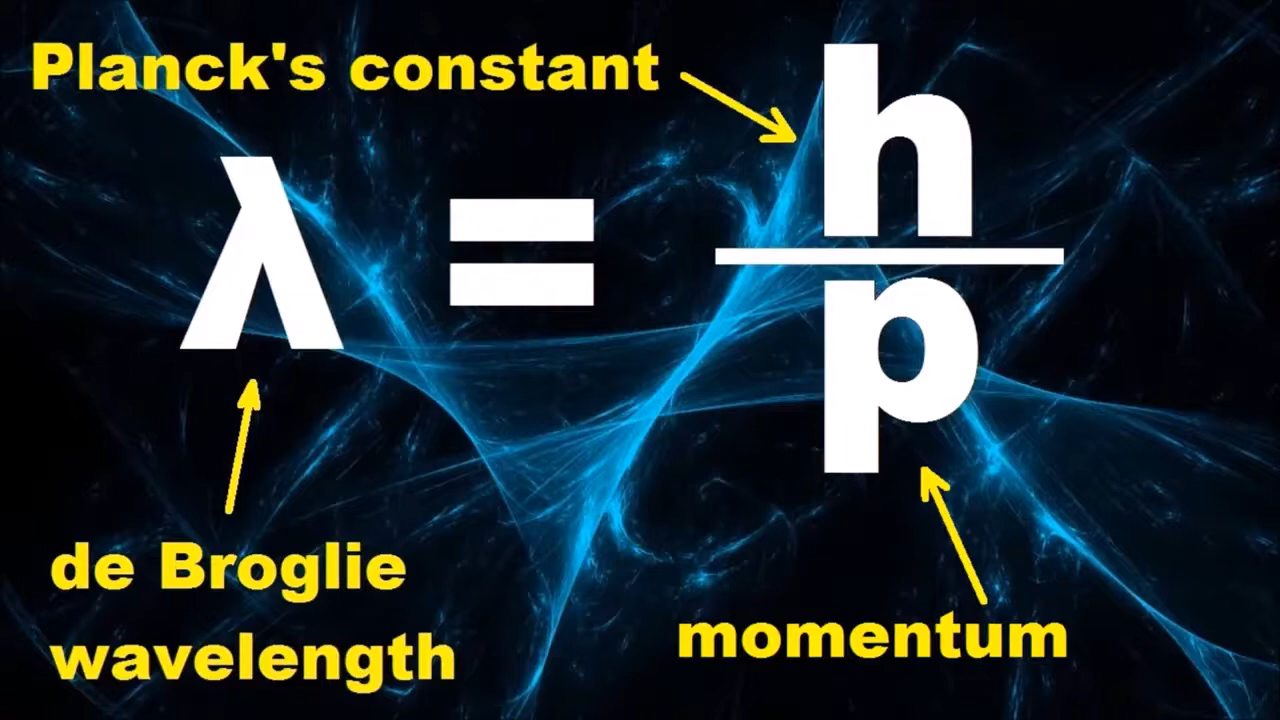 Planck's constant
λ = h/p
de Broglie
wavelength
momentum